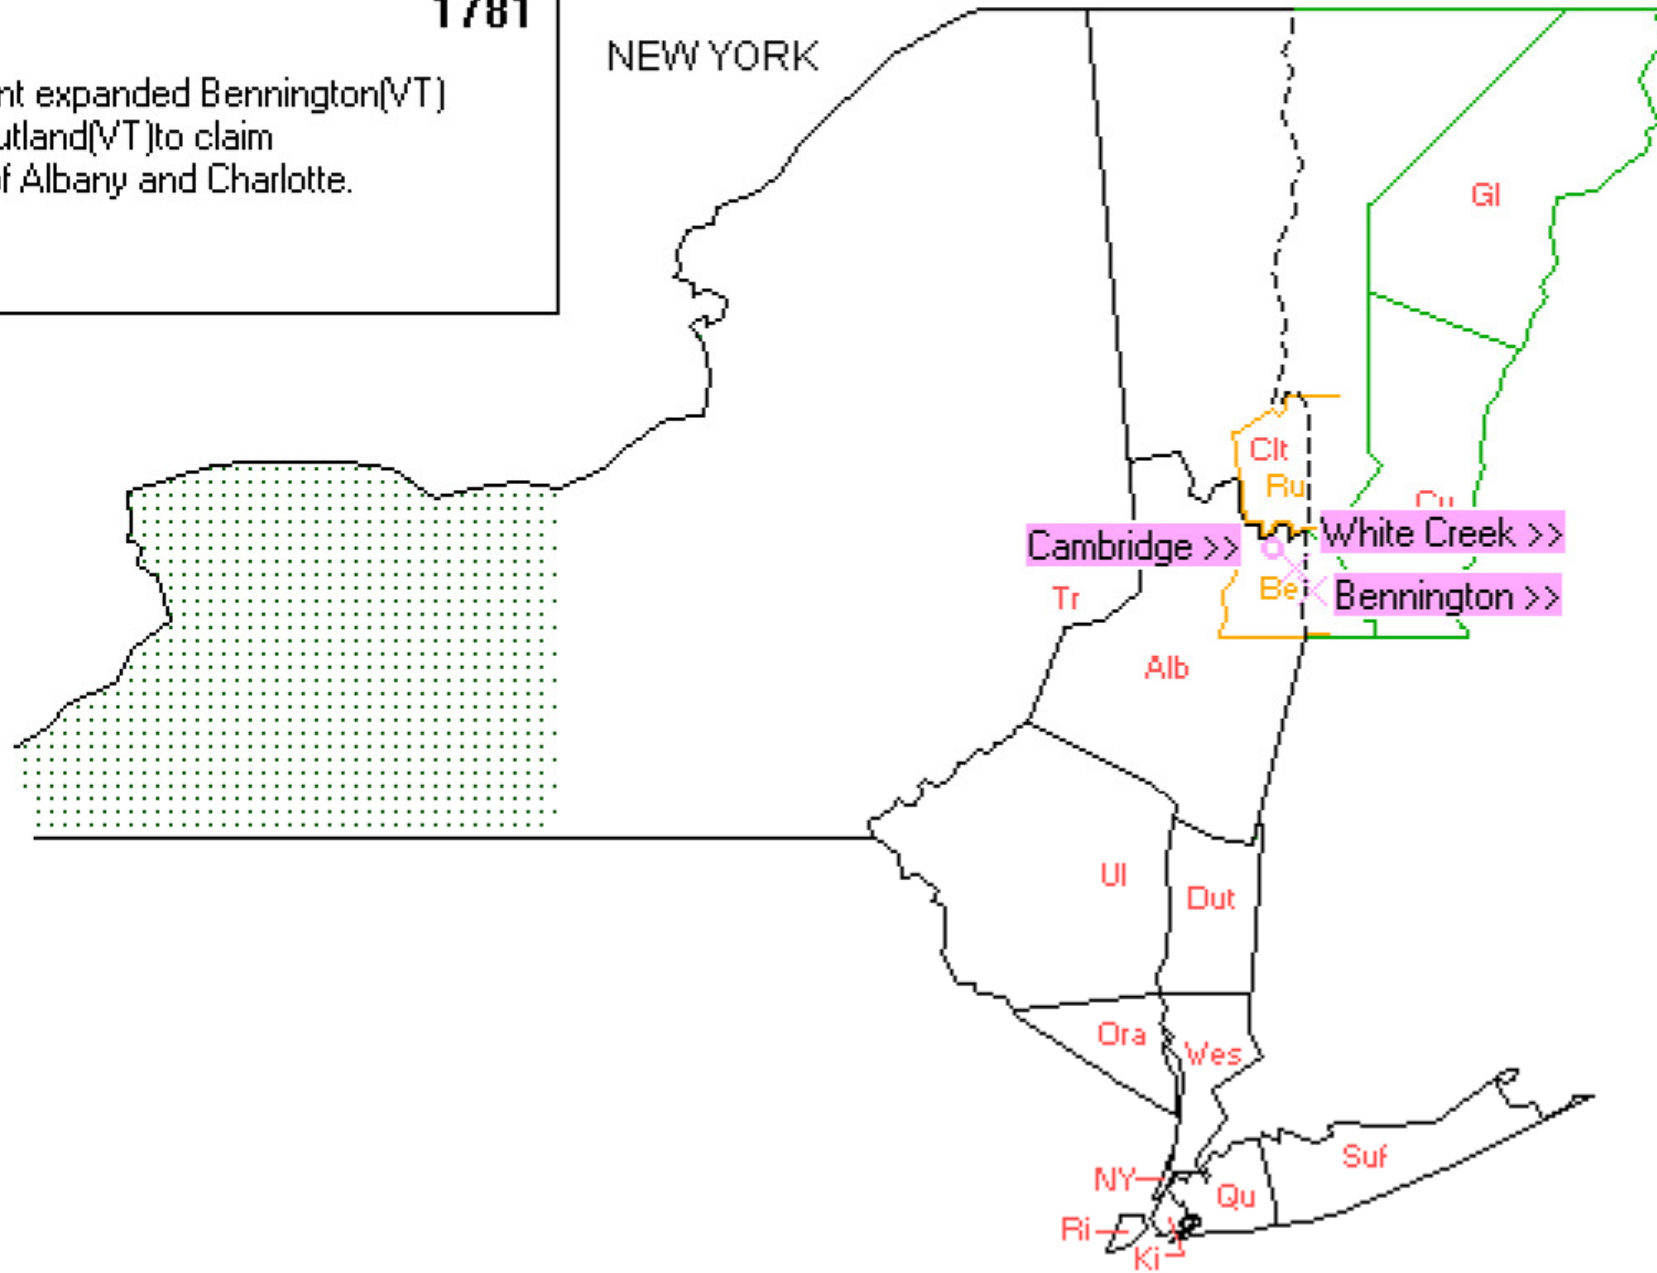 1781
nt expanded Bennington(VT)
utland(VT)to claim
of Albany and Charlotte.
NEW YORK
Gl
Clt
Ru
Cu
White Creek >>
Cambridge >>
Be
Bennington >>
Tr
Alb
Ul
Dut
Ora
Wes
Suf
NY
Qu
Ri
Ki